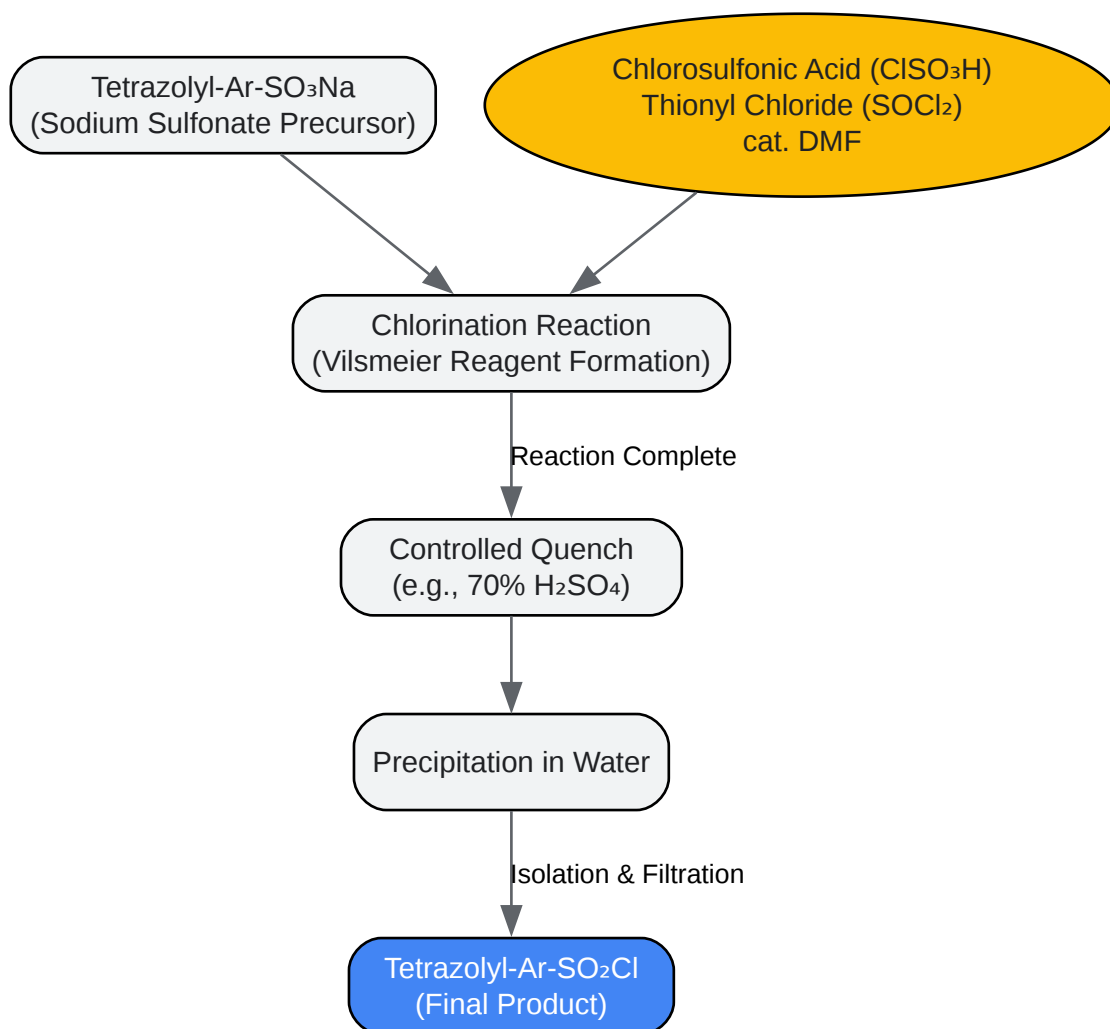 Tetrazolyl-Ar-SO₃Na
(Sodium Sulfonate Precursor)
Chlorosulfonic Acid (ClSO₃H)
Thionyl Chloride (SOCl₂)
cat. DMF
Chlorination Reaction
(Vilsmeier Reagent Formation)
Reaction Complete
Controlled Quench
(e.g., 70% H₂SO₄)
Precipitation in Water
Isolation & Filtration
Tetrazolyl-Ar-SO₂Cl
(Final Product)